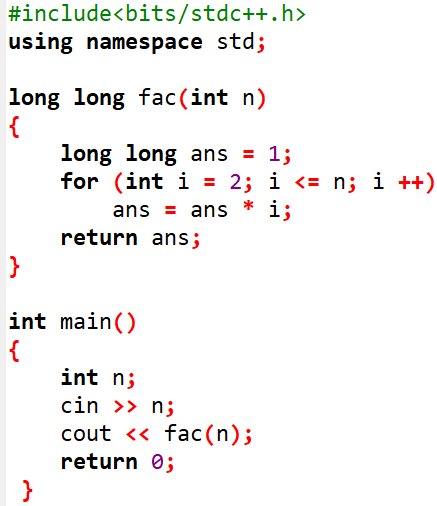 #include<bits/stdc++.h>
using namespace std;
long long fac(int n)
{
    long long ans = 1;
    for (int i = 2; i <= n; i ++)
        ans = ans * i;
    return ans;
}
int main()
{
    int n;
    cin >> n;
    cout << fac(n);
    return 0;
 }